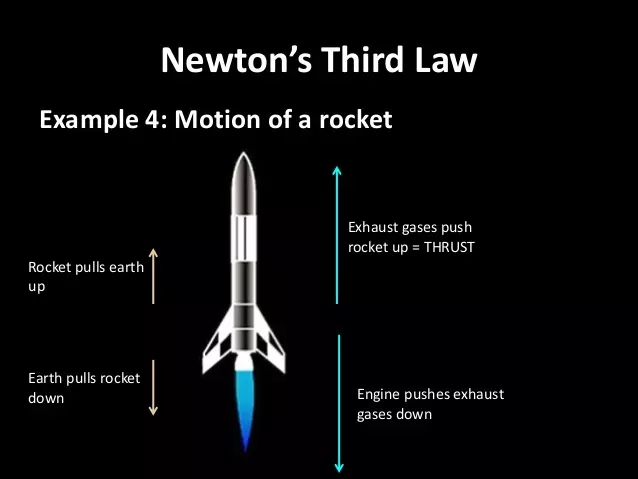 Newton’s Third Law
Example 4: Motion of a rocket
Exhaust gases push
rocket up = THRUST
Rocket pulls earth
up
Earth pulls rocket
down
Engine pushes exhaust
gases down